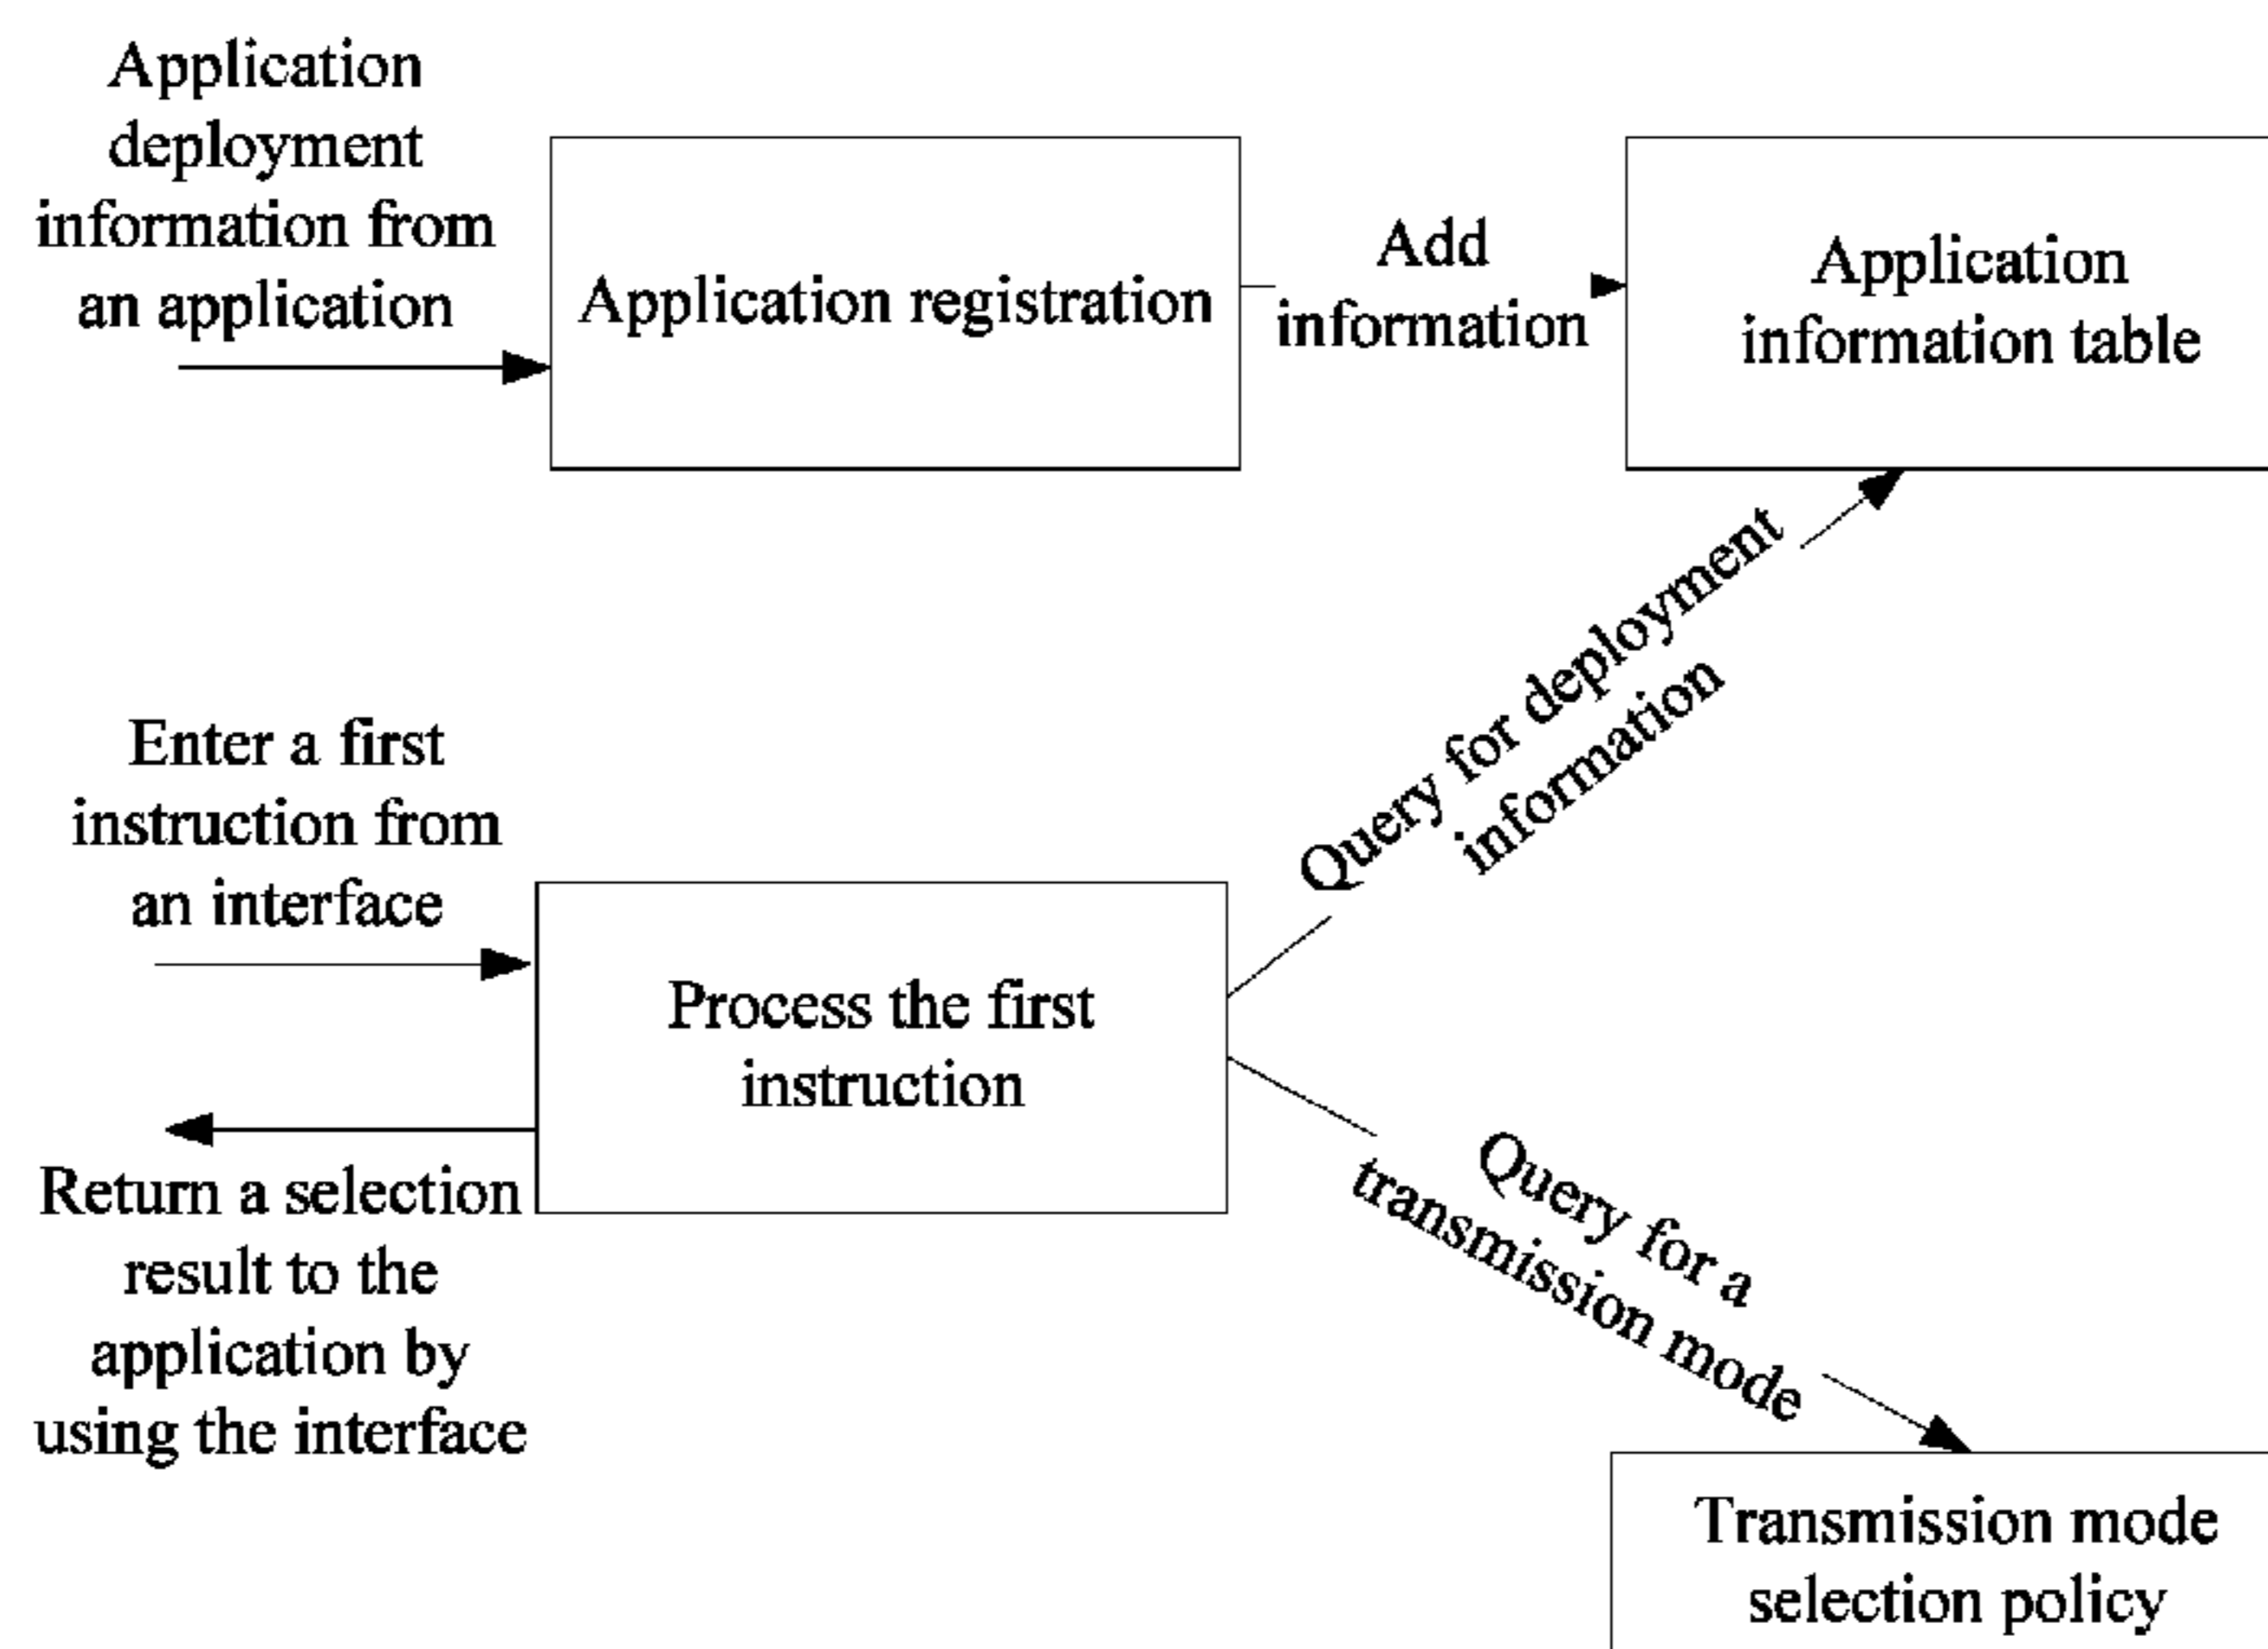 Application
deployment
information from
an application
Application registration
Add
information
Application
information table
Query for deployment
information
Enter a first
instruction from
an interface
Process the first
instruction
Return a selection
result to the
application by
using the interface
Query for a
transmission mode
Transmission mode
selection policy